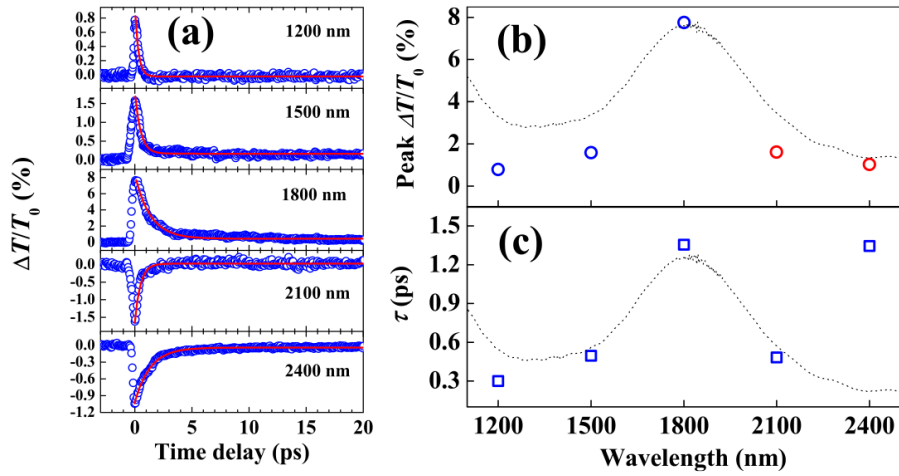 (a)
0.8
0.6
0.4
0.2
0.0
1200 nm
1.5
1.0
0.5
0.0
1500 nm
8
6
4
2
0
1800 nm
0.0
-0.5
-1.0
-1.5
2100 nm
0.0
-0.3
-0.6
-0.9
-1.2
2400 nm
ΔT/T0 (%)
0 5 10 15 20
Time delay (ps)
(b)
8
6
4
2
0
Peak ΔT/T0 (%)
(c)
1.5
1.2
0.9
0.6
0.3
τ (ps)
1200 1500 1800 2100 2400
Wavelength (nm)